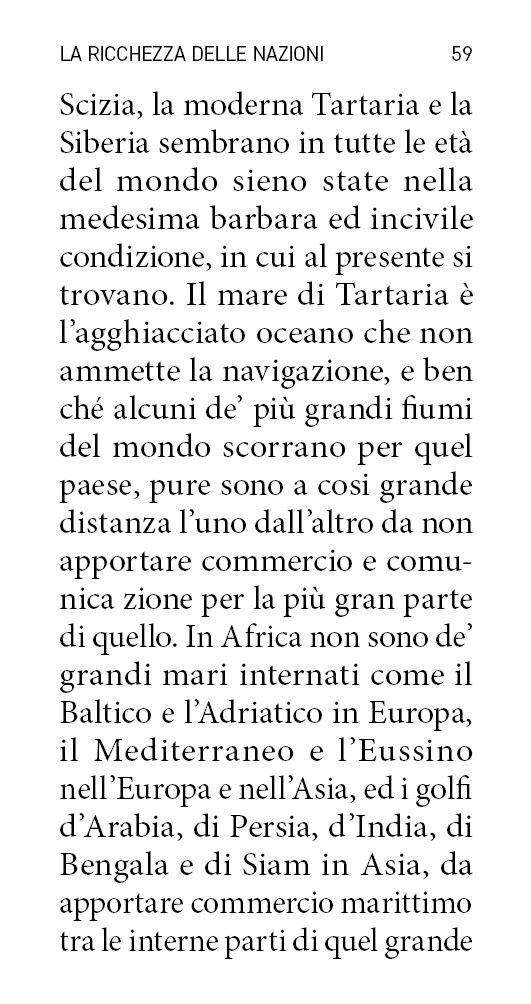 LA RICCHEZZA DELLE NAZIONI 59
Scizia, la moderna Tartaria e la
Siberia sembrano in tutte le età
del mondo sieno state nella
medesima barbara ed incivile
condizione, in cui al presente si
trovano. Il mare di Tartaria è
l’agghiacciato oceano che non
ammette la navigazione, e ben
ché alcuni de’ più grandi fiumi
del mondo scorrano per quel
paese, pure sono a cosi grande
distanza l’uno dall’altro da non
apportare commercio e comu-
nica zione per la più gran parte
di quello. In Africa non sono de’
grandi mari internati come il
Baltico e l’Adriatico in Europa,
il Mediterraneo e l’Eussino
nell’Europa e nell’Asia, ed i golfi
d’Arabia, di Persia, d’India, di
Bengala e di Siam in Asia, da
apportare commercio marittimo
tra le interne parti di quel grande